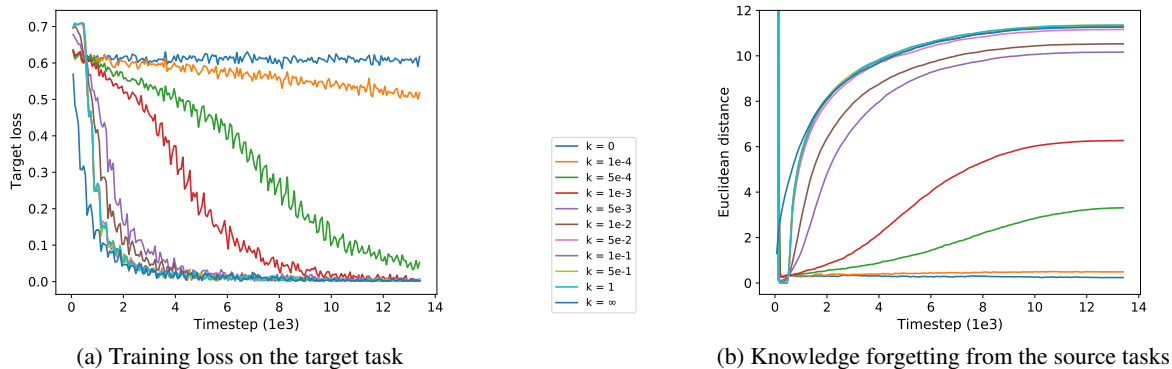 0.7
0.6
0.5
0.4
0.3
0.2
0.1
0.0
Target loss
0 2 4 6 8 10 12 14
Timestep (1e3)
(a) Training loss on the target task
k = 0
k = 1e-4
k = 5e-4
k = 1e-3
k = 5e-3
k = 1e-2
k = 5e-2
k = 1e-1
k = 5e-1
k = 1
k = ∞
12
10
8
6
4
2
0
Euclidean distance
0 2 4 6 8 10 12 14
Timestep (1e3)
(b) Knowledge forgetting from the source tasks